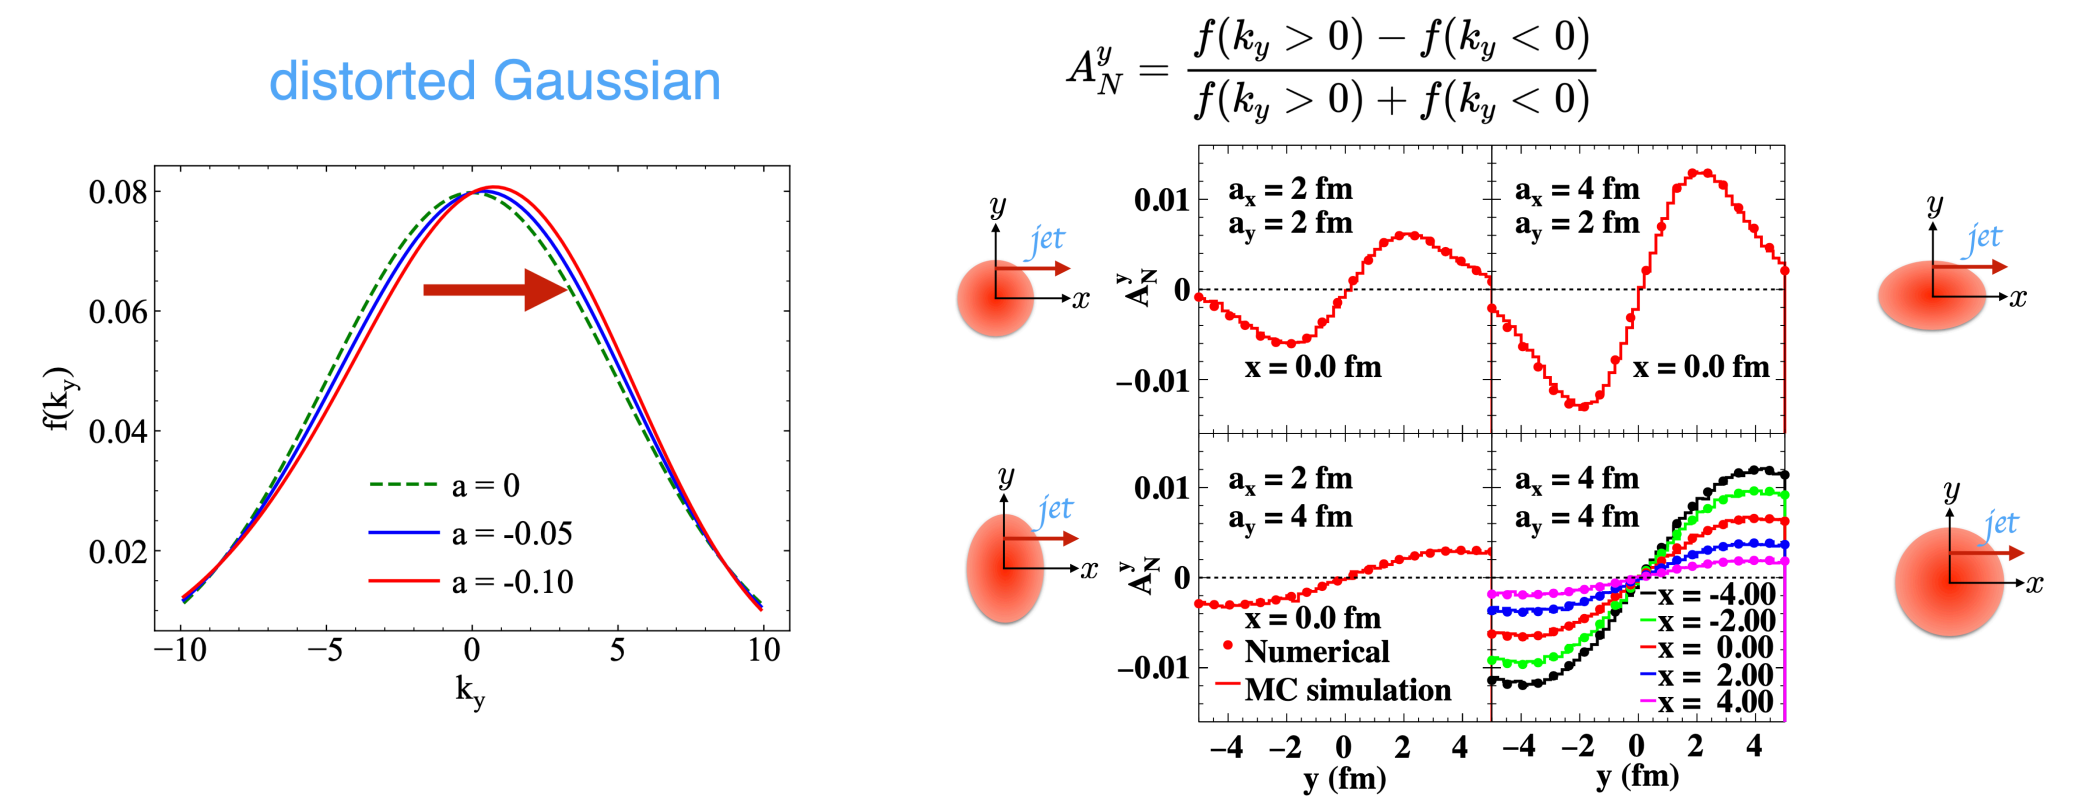 distorted Gaussian
A_N^y = \frac{f(k_y > 0) − f(k_y < 0)}{f(k_y > 0) + f(k_y < 0)}
f(k_y)
0.08
0.06
0.04
0.02
a = 0
a = -0.05
a = -0.10
−10 −5 0 5 10
k_y
y
jet
x
A_N^y
0.01
0
−0.01
a_x = 2 fm
a_y = 2 fm
x = 0.0 fm
a_x = 4 fm
a_y = 2 fm
x = 0.0 fm
y
jet
x
y
jet
x
A_N^y
0.01
0
−0.01
a_x = 2 fm
a_y = 4 fm
x = 0.0 fm
Numerical
MC simulation
a_x = 4 fm
a_y = 4 fm
x = -4.00
x = -2.00
x = 0.00
x = 2.00
x = 4.00
−4 −2 0 2 4
−4 −2 0 2 4
y (fm)
y (fm)
y
jet
x